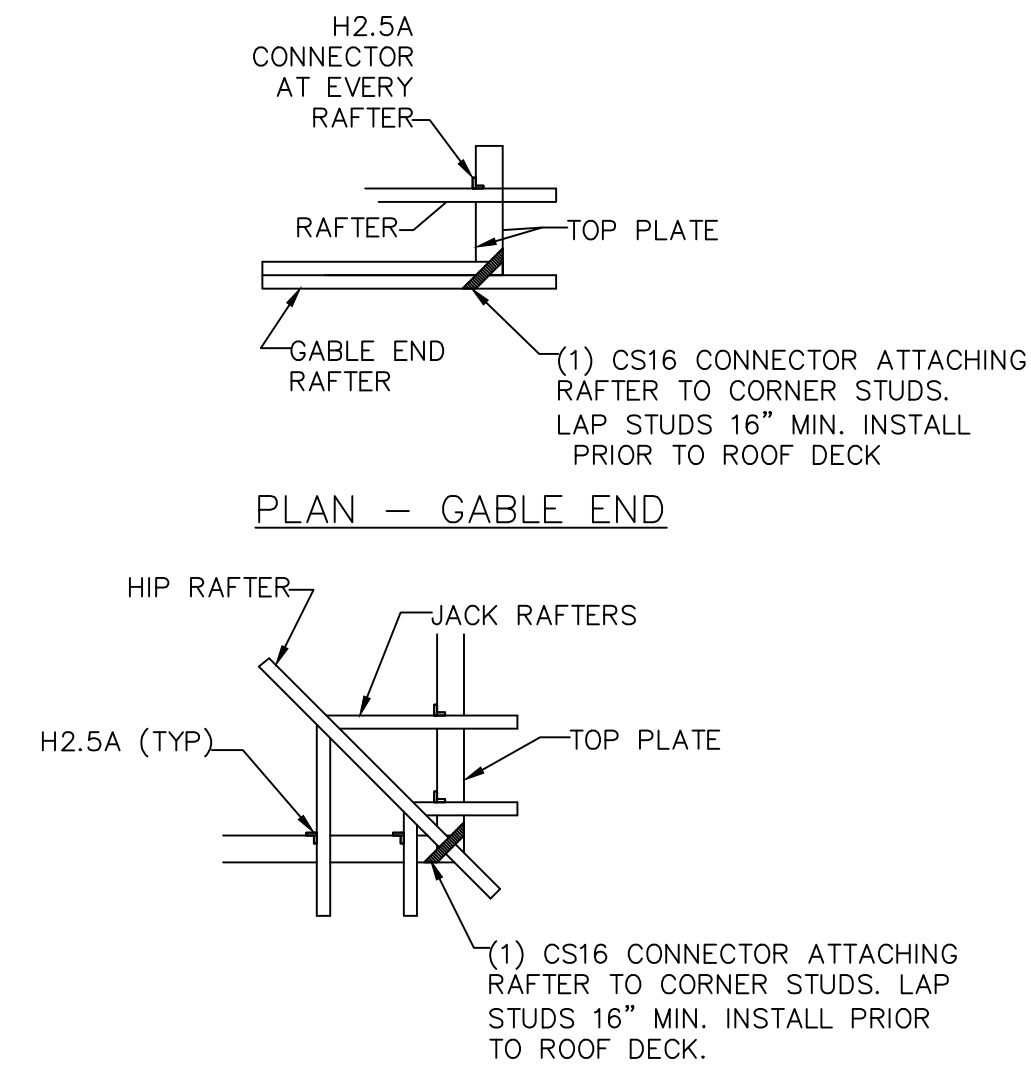 H2.5A
CONNECTOR
AT EVERY
RAFTER
RAFTER
TOP PLATE
GABLE END
RAFTER
(1) CS16 CONNECTOR ATTACHING
RAFTER TO CORNER STUDS.
LAP STUDS 16" MIN. INSTALL
PRIOR TO ROOF DECK
PLAN – GABLE END
HIP RAFTER
JACK RAFTERS
H2.5A (TYP)
TOP PLATE
(1) CS16 CONNECTOR ATTACHING
RAFTER TO CORNER STUDS. LAP
STUDS 16" MIN. INSTALL PRIOR
TO ROOF DECK.